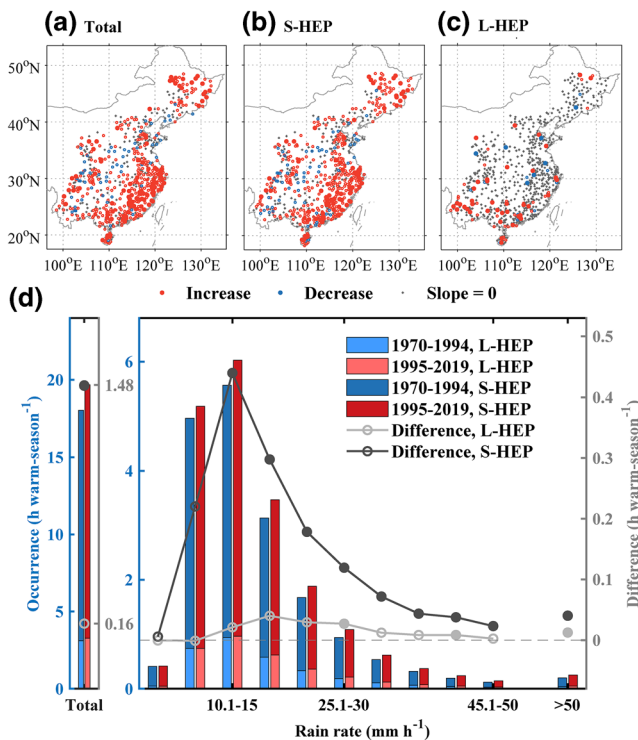 (a) Total
(b) S-HEP
(c) L-HEP
50°N
40°N
30°N
20°N
100°E 110°E 120°E 130°E
100°E 110°E 120°E 130°E
100°E 110°E 120°E 130°E
Increase Decrease Slope = 0
(d)
Occurrence (h warm-season⁻¹)
20
15
10
5
0
Total
1.48
0.16
6
4
2
0
1970-1994, L-HEP
1995-2019, L-HEP
1970-1994, S-HEP
1995-2019, S-HEP
Difference, L-HEP
Difference, S-HEP
0.5
0.4
0.3
0.2
0.1
0
Difference (h warm-season⁻¹)
10.1-15 25.1-30 45.1-50 >50
Rain rate (mm h⁻¹)